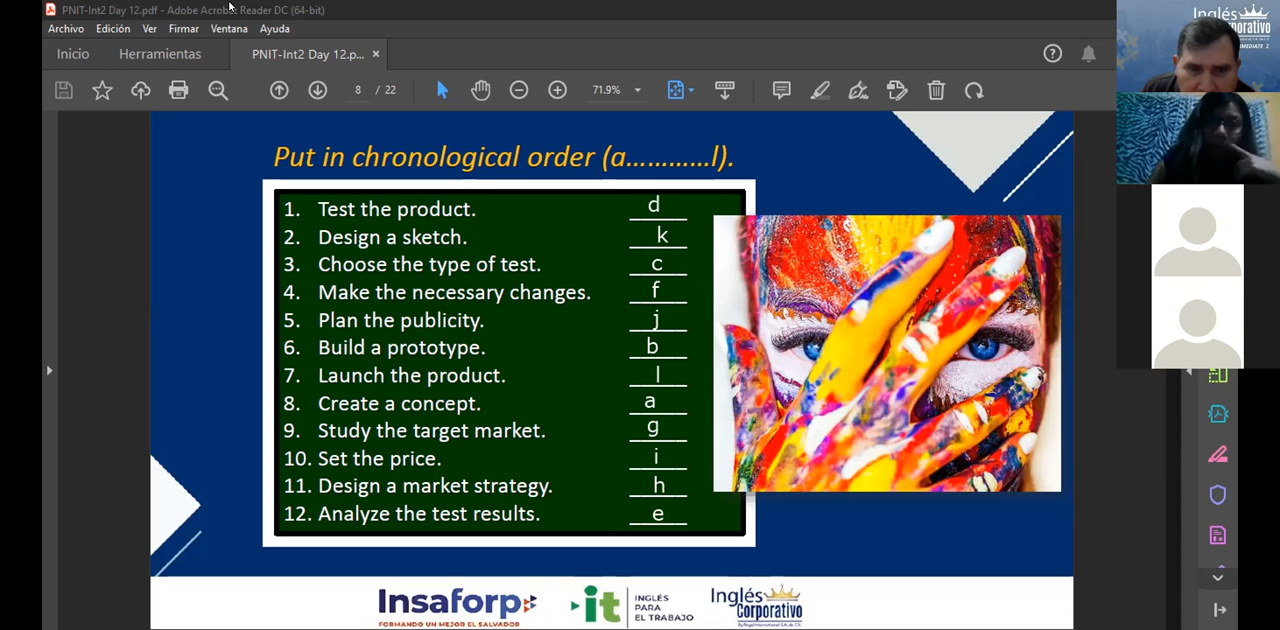 PNIT-Int2 Day 12.pdf - Adobe Acrobat Reader DC (64-bit)
Archivo Edición Ver Firmar Ventana Ayuda
Inicio Herramientas PNIT-Int2 Day 12.p... ×
8 / 22 71.9%
Put in chronological order (a…………l).
1. Test the product. d
2. Design a sketch. k
3. Choose the type of test. c
4. Make the necessary changes. f
5. Plan the publicity. j
6. Build a prototype. b
7. Launch the product. l
8. Create a concept. a
9. Study the target market. g
10. Set the price. i
11. Design a market strategy. h
12. Analyze the test results. e
Insaforp
FORMANDO UN MEJOR EL SALVADOR
it
INGLÉS
PARA
EL TRABAJO
Inglés
Corporativo
Inglés